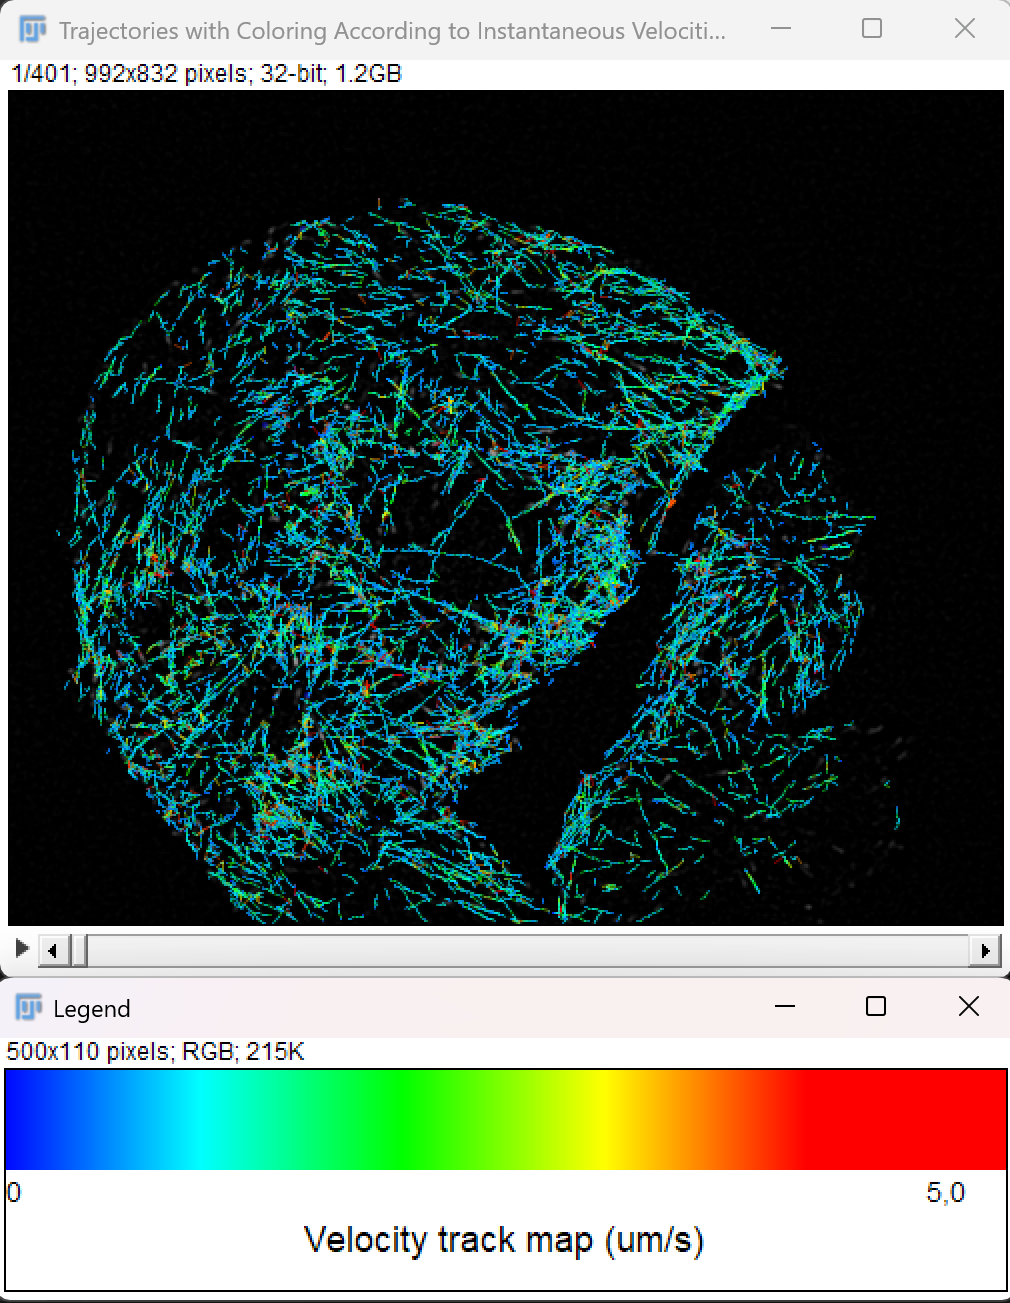 Trajectories with Coloring According to Instantaneous Velociti...
1/401; 992x832 pixels; 32-bit; 1.2GB
Legend
500x110 pixels; RGB; 215K
0 5,0
Velocity track map (um/s)